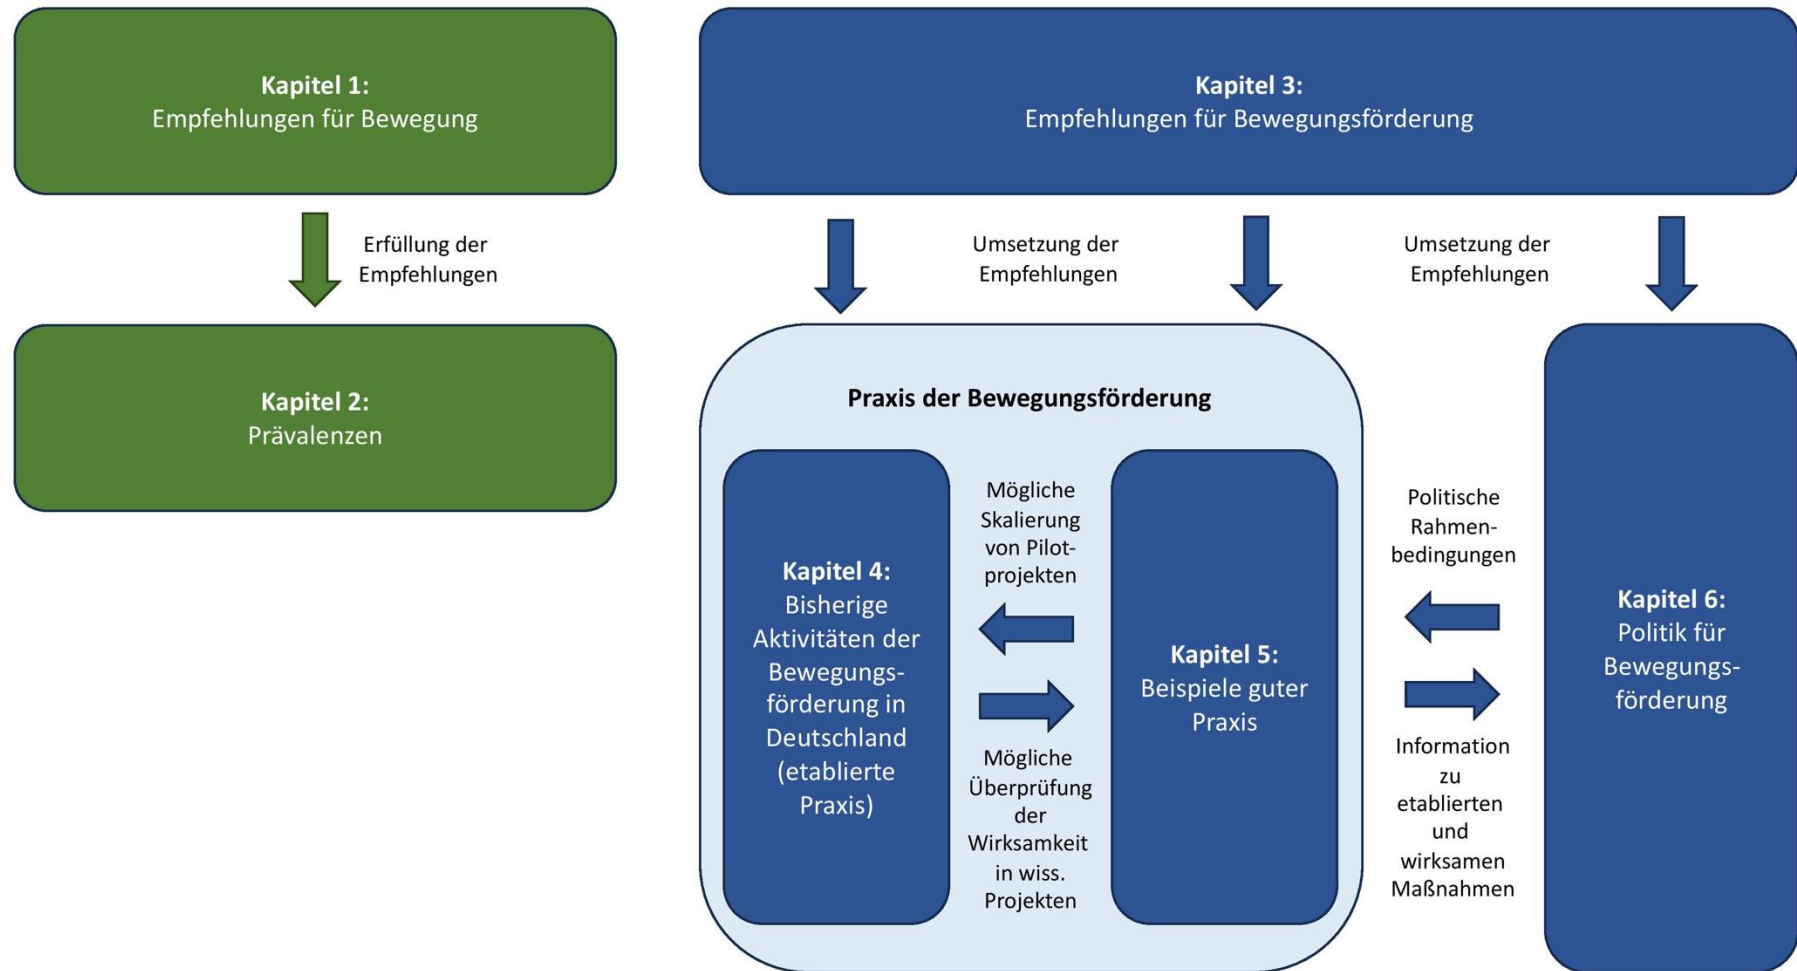 Kapitel 1:
Empfehlungen für Bewegung
Kapitel 3:
Empfehlungen für Bewegungsförderung
Erfüllung der
Empfehlungen
Umsetzung der
Empfehlungen
Umsetzung der
Empfehlungen
Kapitel 2:
Prävalenzen
Praxis der Bewegungsförderung
Kapitel 4:
Bisherige
Aktivitäten der
Bewegungs-
förderung in
Deutschland
(etablierte
Praxis)
Mögliche
Skalierung
von Pilot-
projekten
Mögliche
Überprüfung
der
Wirksamkeit
in wiss.
Projekten
Kapitel 5:
Beispiele guter
Praxis
Politische
Rahmen-
bedingungen
Information
zu
etablierten
und
wirksamen
Maßnahmen
Kapitel 6:
Politik für
Bewegungs-
förderung